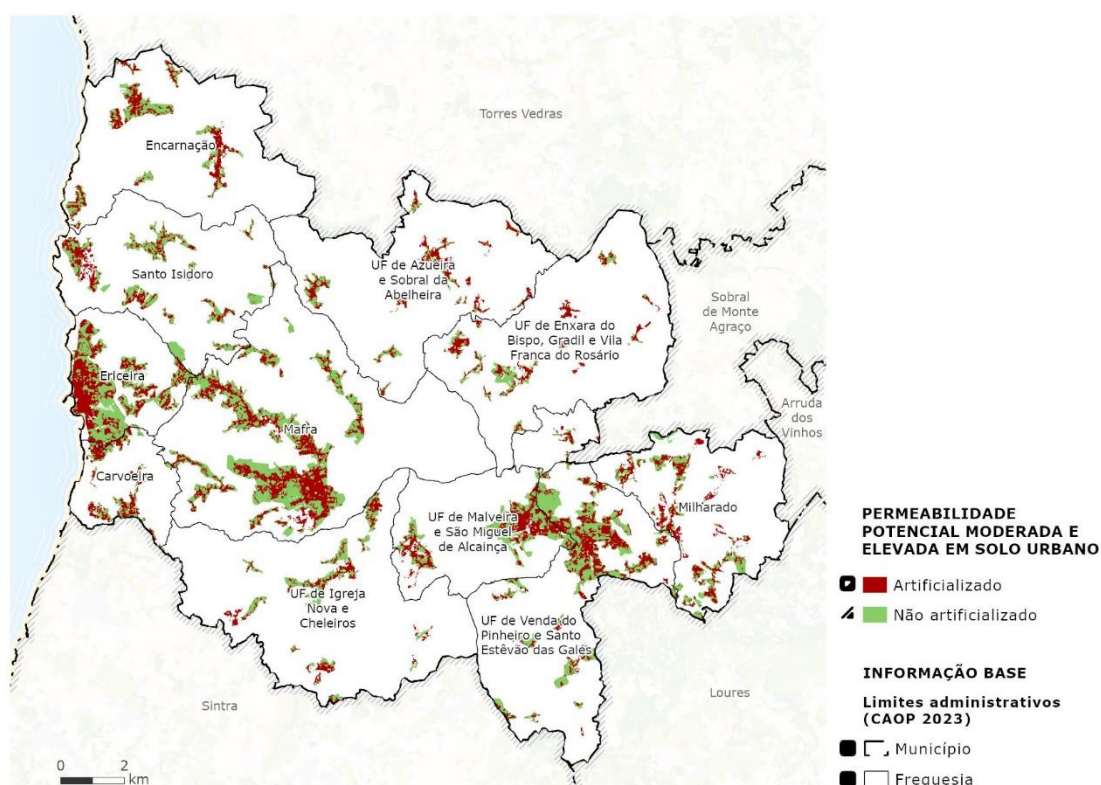 Torres Vedras
Encarnação
Santo Isidoro
UF de Azueira
e Sobral da
Abelheira
Sobral
de Monte
Agraço
UF de Enxara do
Bispo, Gradil e Vila
Franca do Rosário
Ericeira
Arruda
dos
Vinhos
Mafra
Carvoeira
Milharado
UF de Malveira
e São Miguel
de Alcainça
UF de Igreja
Nova e
Cheleiros
UF de Venda do
Pinheiro e Santo
Estêvão das Galés
Sintra
Loures
0 2
km
PERMEABILIDADE
POTENCIAL MODERADA E
ELEVADA EM SOLO URBANO
Artificializado
Não artificializado
INFORMAÇÃO BASE
Limites administrativos
(CAOP 2023)
Município
Freguesia